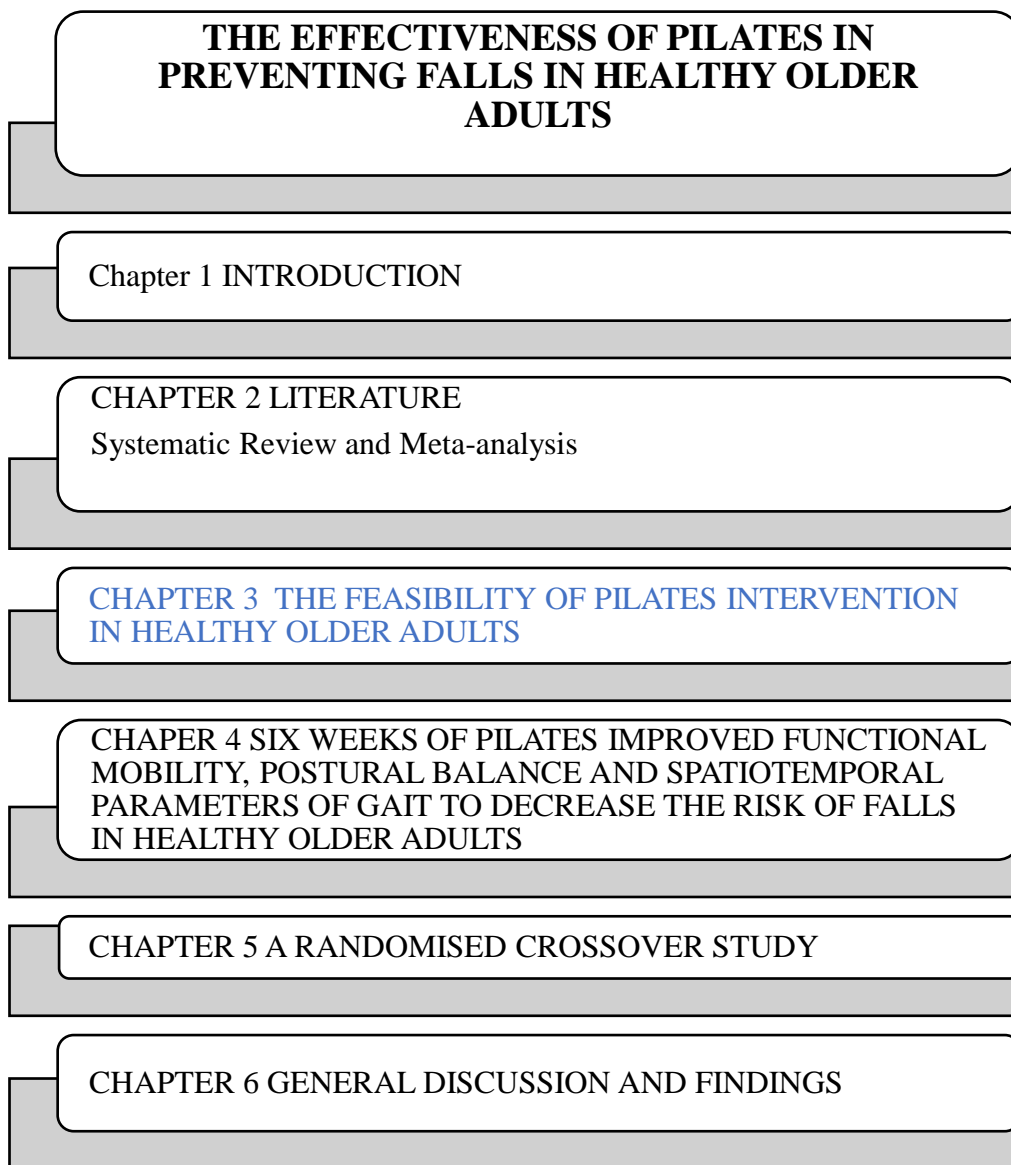 THE EFFECTIVENESS OF PILATES IN
PREVENTING FALLS IN HEALTHY OLDER
ADULTS
Chapter 1 INTRODUCTION
CHAPTER 2 LITERATURE
Systematic Review and Meta-analysis
CHAPTER 3 THE FEASIBILITY OF PILATES INTERVENTION
IN HEALTHY OLDER ADULTS
CHAPER 4 SIX WEEKS OF PILATES IMPROVED FUNCTIONAL
MOBILITY, POSTURAL BALANCE AND SPATIOTEMPORAL
PARAMETERS OF GAIT TO DECREASE THE RISK OF FALLS
IN HEALTHY OLDER ADULTS
CHAPTER 5 A RANDOMISED CROSSOVER STUDY
CHAPTER 6 GENERAL DISCUSSION AND FINDINGS